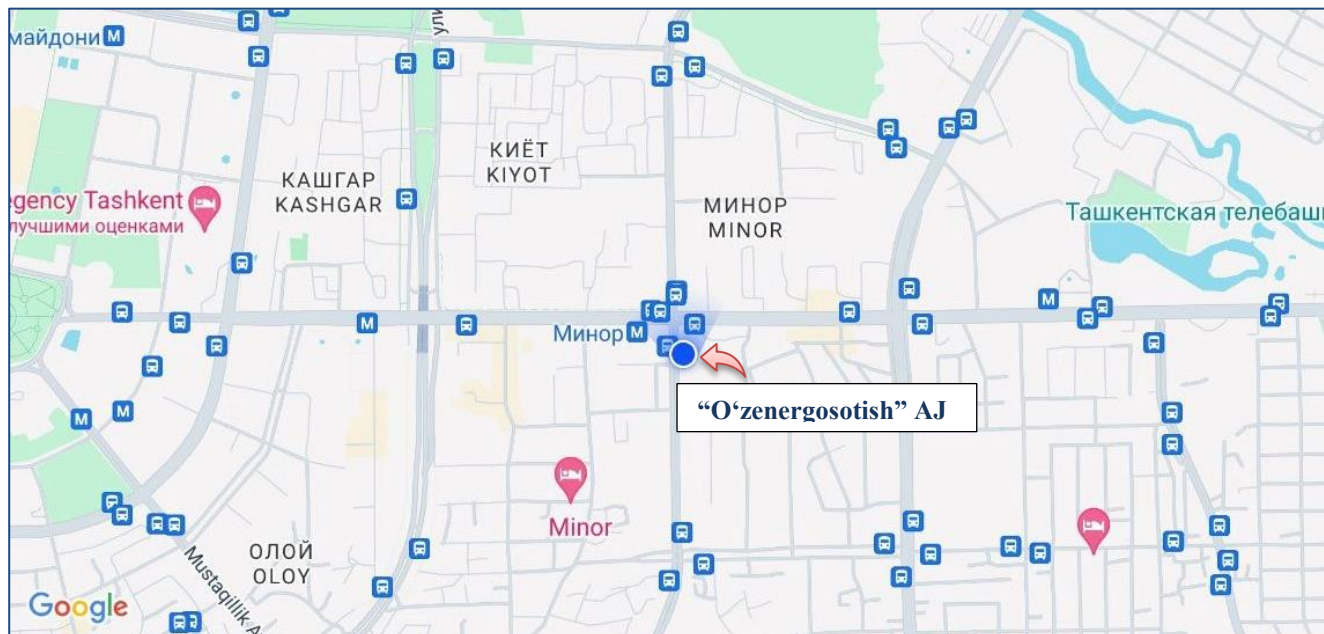 майдони
ули
КИЁТ
KIYOT
КАШГАР
KASHGAR
egency Tashkent
лучшими оценками
МИНОР
MINOR
Ташкентская телебаш
Минор
“O‘zenergosotish” AJ
Minor
ОЛОЙ
OLOY
Mustaqillik A
Google